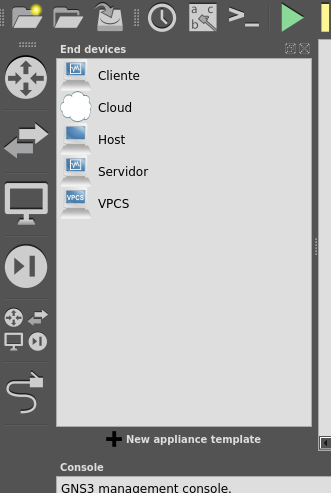 a b c
>_
End devices
Cliente
Cloud
Host
Servidor
VPCS
VPCS
New appliance template
Console
GNS3 management console.